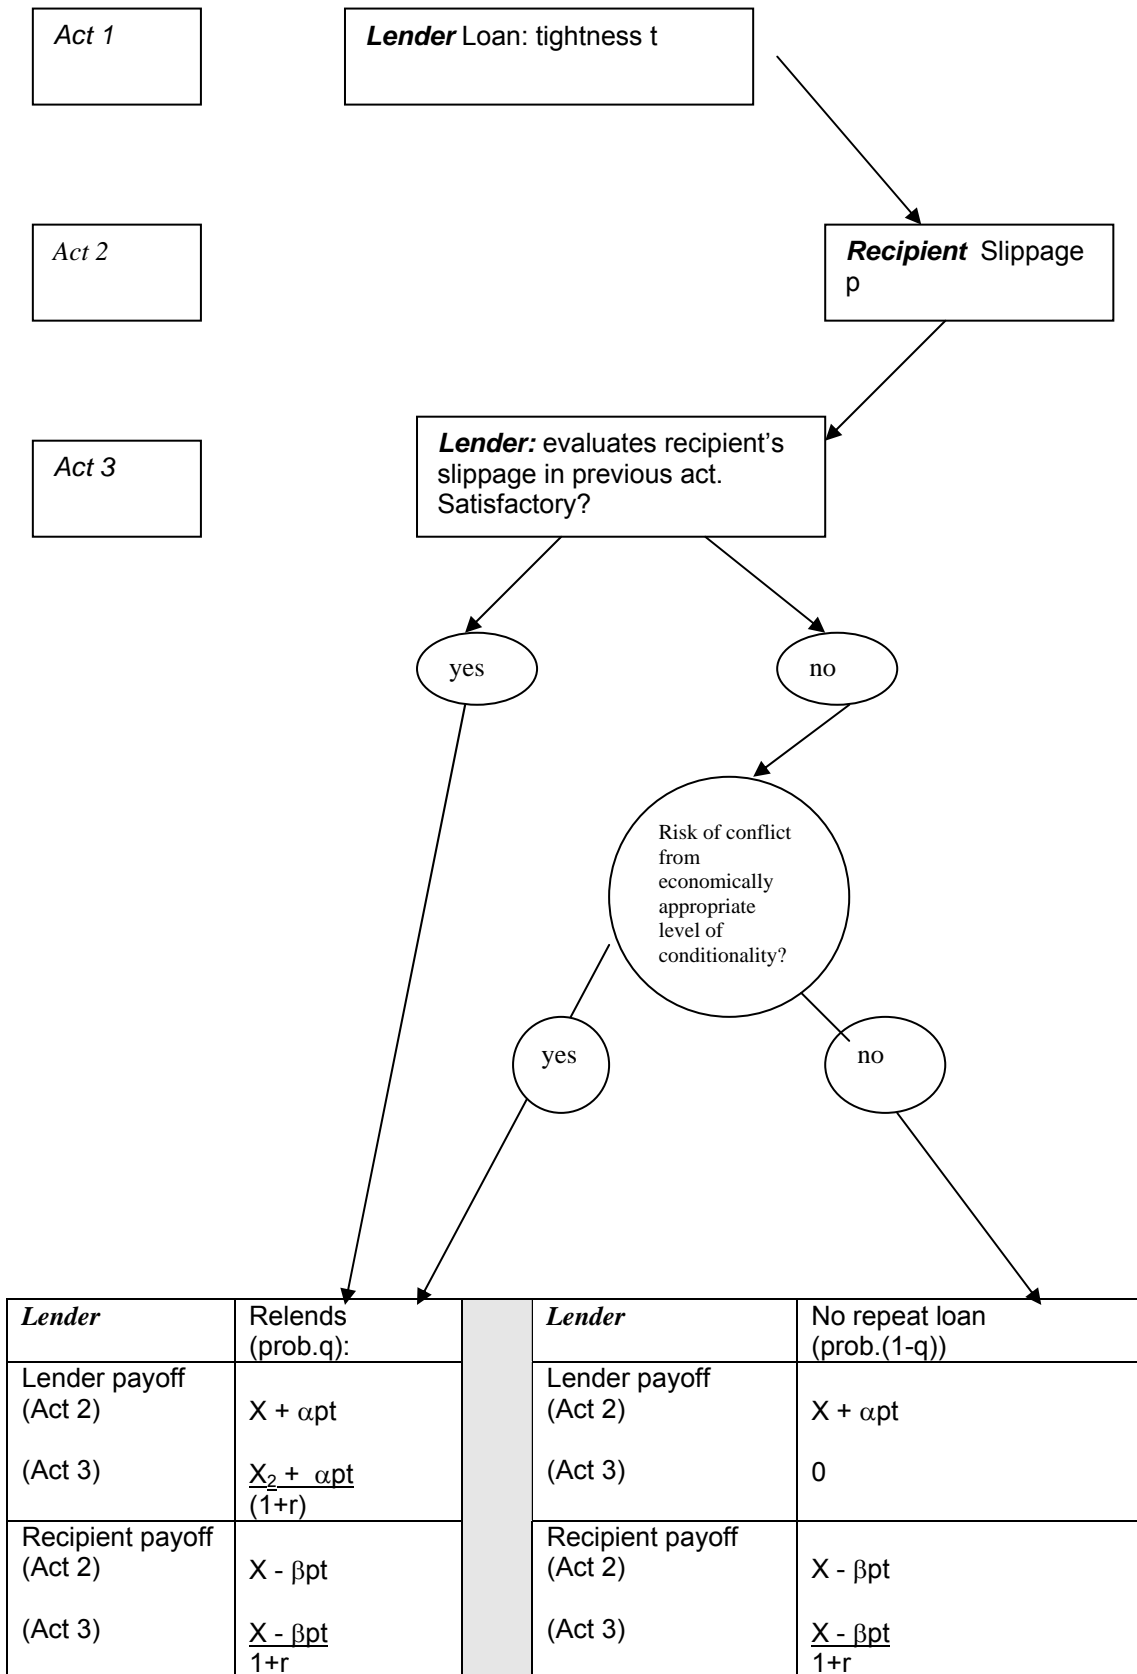 Act 1
Lender Loan: tightness t
Act 2
Recipient Slippage
p
Act 3
Lender: evaluates recipient's
slippage in previous act.
Satisfactory?
yes
no
Risk of conflict
from
economically
appropriate
level of
conditionality?
yes
no
Lender
Relends
(prob.q):
Lender
No repeat loan
(prob.(1-q))
Lender payoff
(Act 2)
X + αpt
(Act 3)
X₂ + αpt
(1+r)
Lender payoff
(Act 2)
X + αpt
(Act 3)
0
Recipient payoff
(Act 2)
X - βpt
(Act 3)
X - βpt
1+r
Recipient payoff
(Act 2)
X - βpt
(Act 3)
X - βpt
1+r